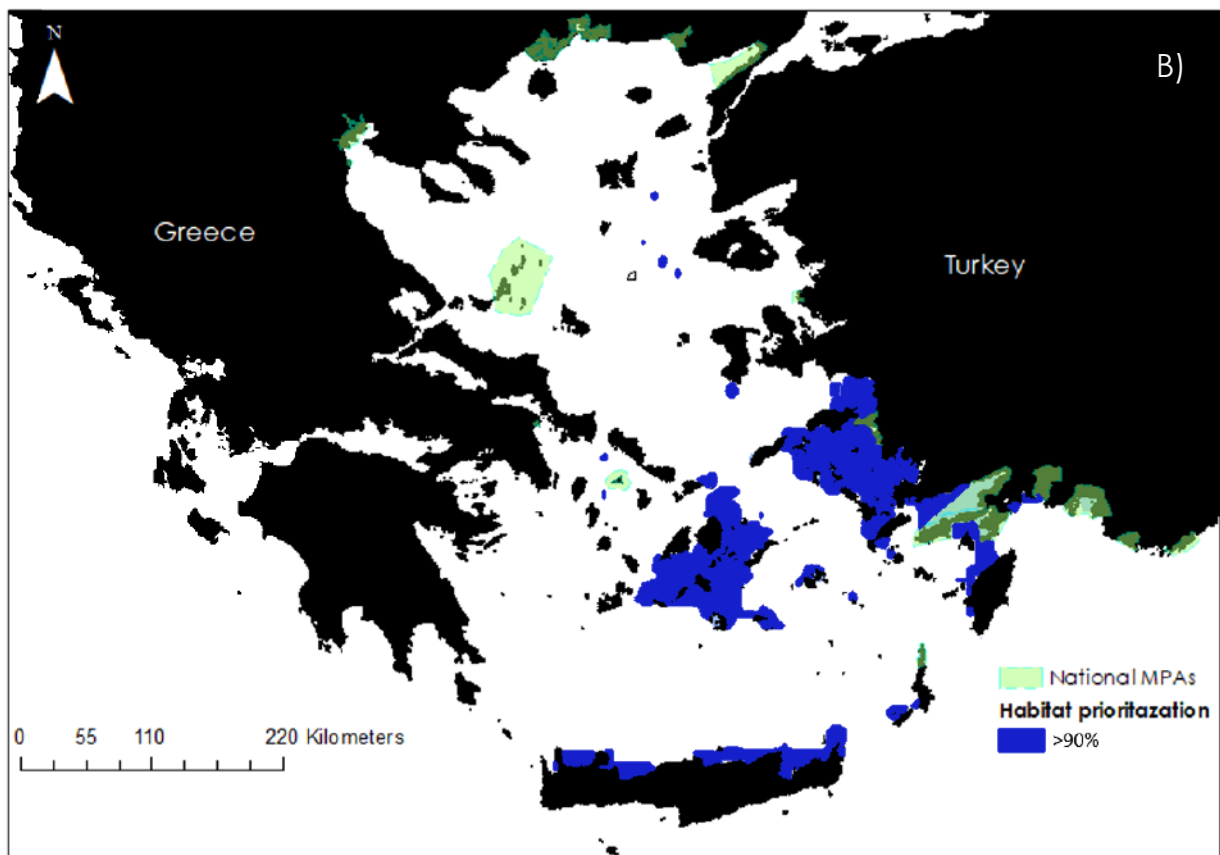 N
B)
Greece
Turkey
National MPAs
Habitat prioritazation
>90%
0 55 110 220 Kilometers